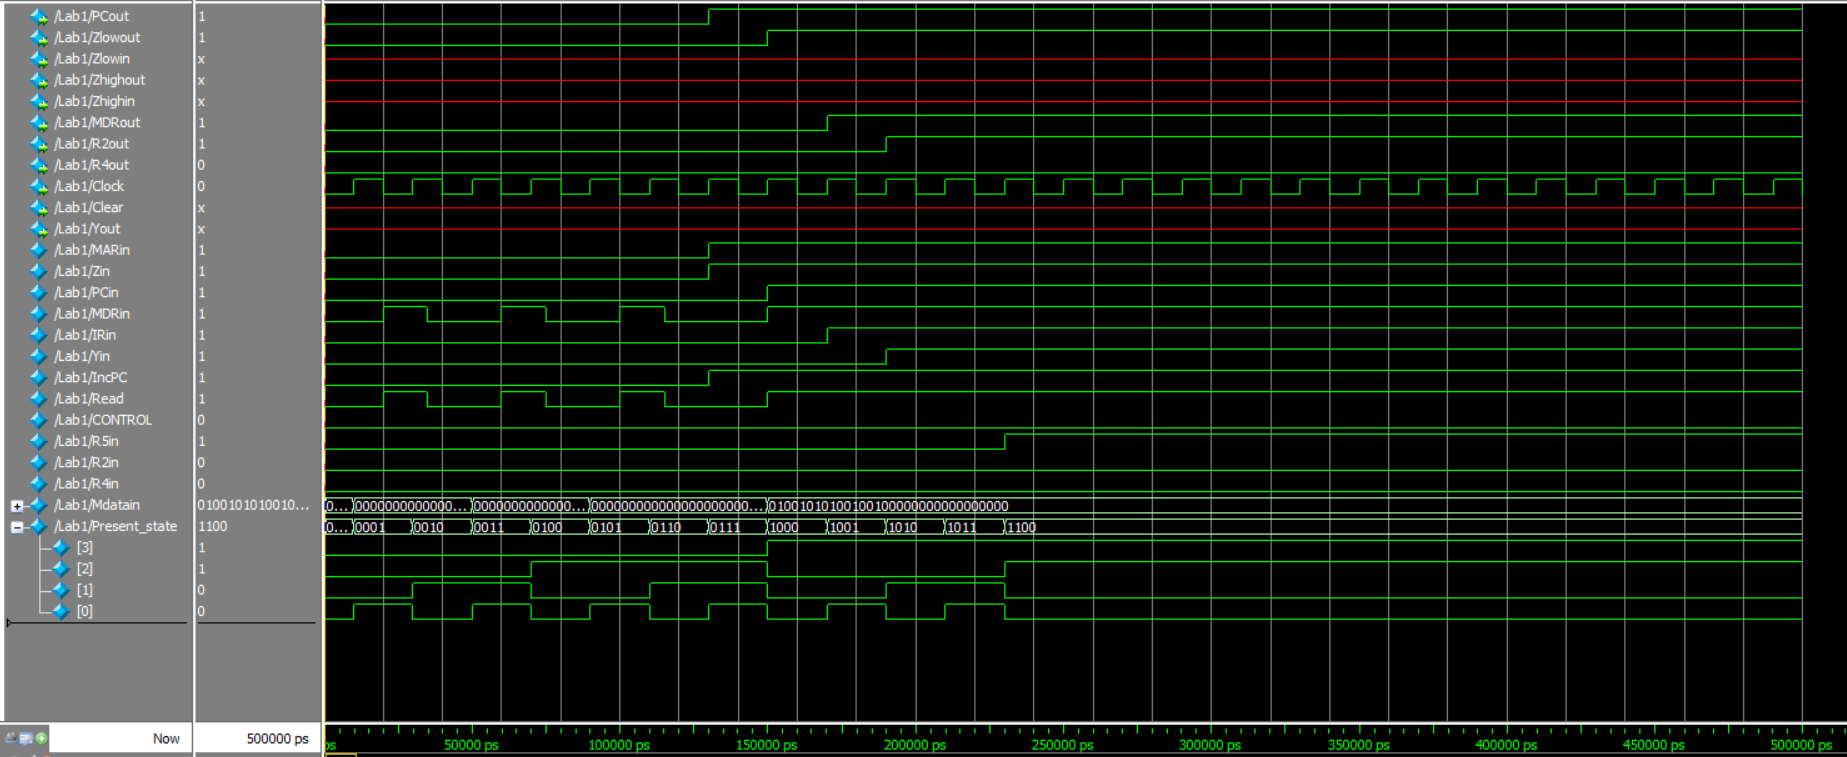 /Lab1/PCout 1
/Lab1/Zlowout 1
/Lab1/Zlowin x
/Lab1/Zhighout x
/Lab1/Zhighin x
/Lab1/MDRout 1
/Lab1/R2out 1
/Lab1/R4out 0
/Lab1/Clock 0
/Lab1/Clear x
/Lab1/Yout x
/Lab1/MARin 1
/Lab1/Zin 1
/Lab1/PCin 1
/Lab1/MDRin 1
/Lab1/IRin 1
/Lab1/Yin 1
/Lab1/IncPC 1
/Lab1/Read 1
/Lab1/CONTROL 0
/Lab1/R5in 1
/Lab1/R2in 0
/Lab1/R4in 0
/Lab1/Mdatain 0100101010010... 0... 0000000000000... 0000000000000... 00000000000000000000... 01001010100100100000000000000000
/Lab1/Present_state 1100 0... 0001 0010 0011 0100 0101 0110 0111 1000 1001 1010 1011 1100
[3] 1
[2] 1
[1] 0
[0] 0
Now 500000 ps ps 50000 ps 100000 ps 150000 ps 200000 ps 250000 ps 300000 ps 350000 ps 400000 ps 450000 ps 500000 ps